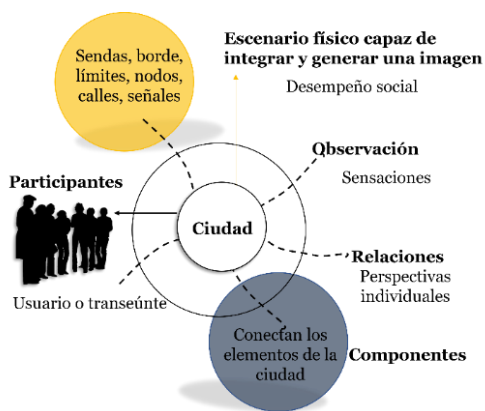 Sendas, borde,
límites, nodos,
calles, señales
Escenario físico capaz de
integrar y generar una imagen
Desempeño social
Observación
Sensaciones
Participantes
Ciudad
Relaciones
Perspectivas
individuales
Usuario o transeúnte
Conectan los
elementos de la
ciudad
Componentes